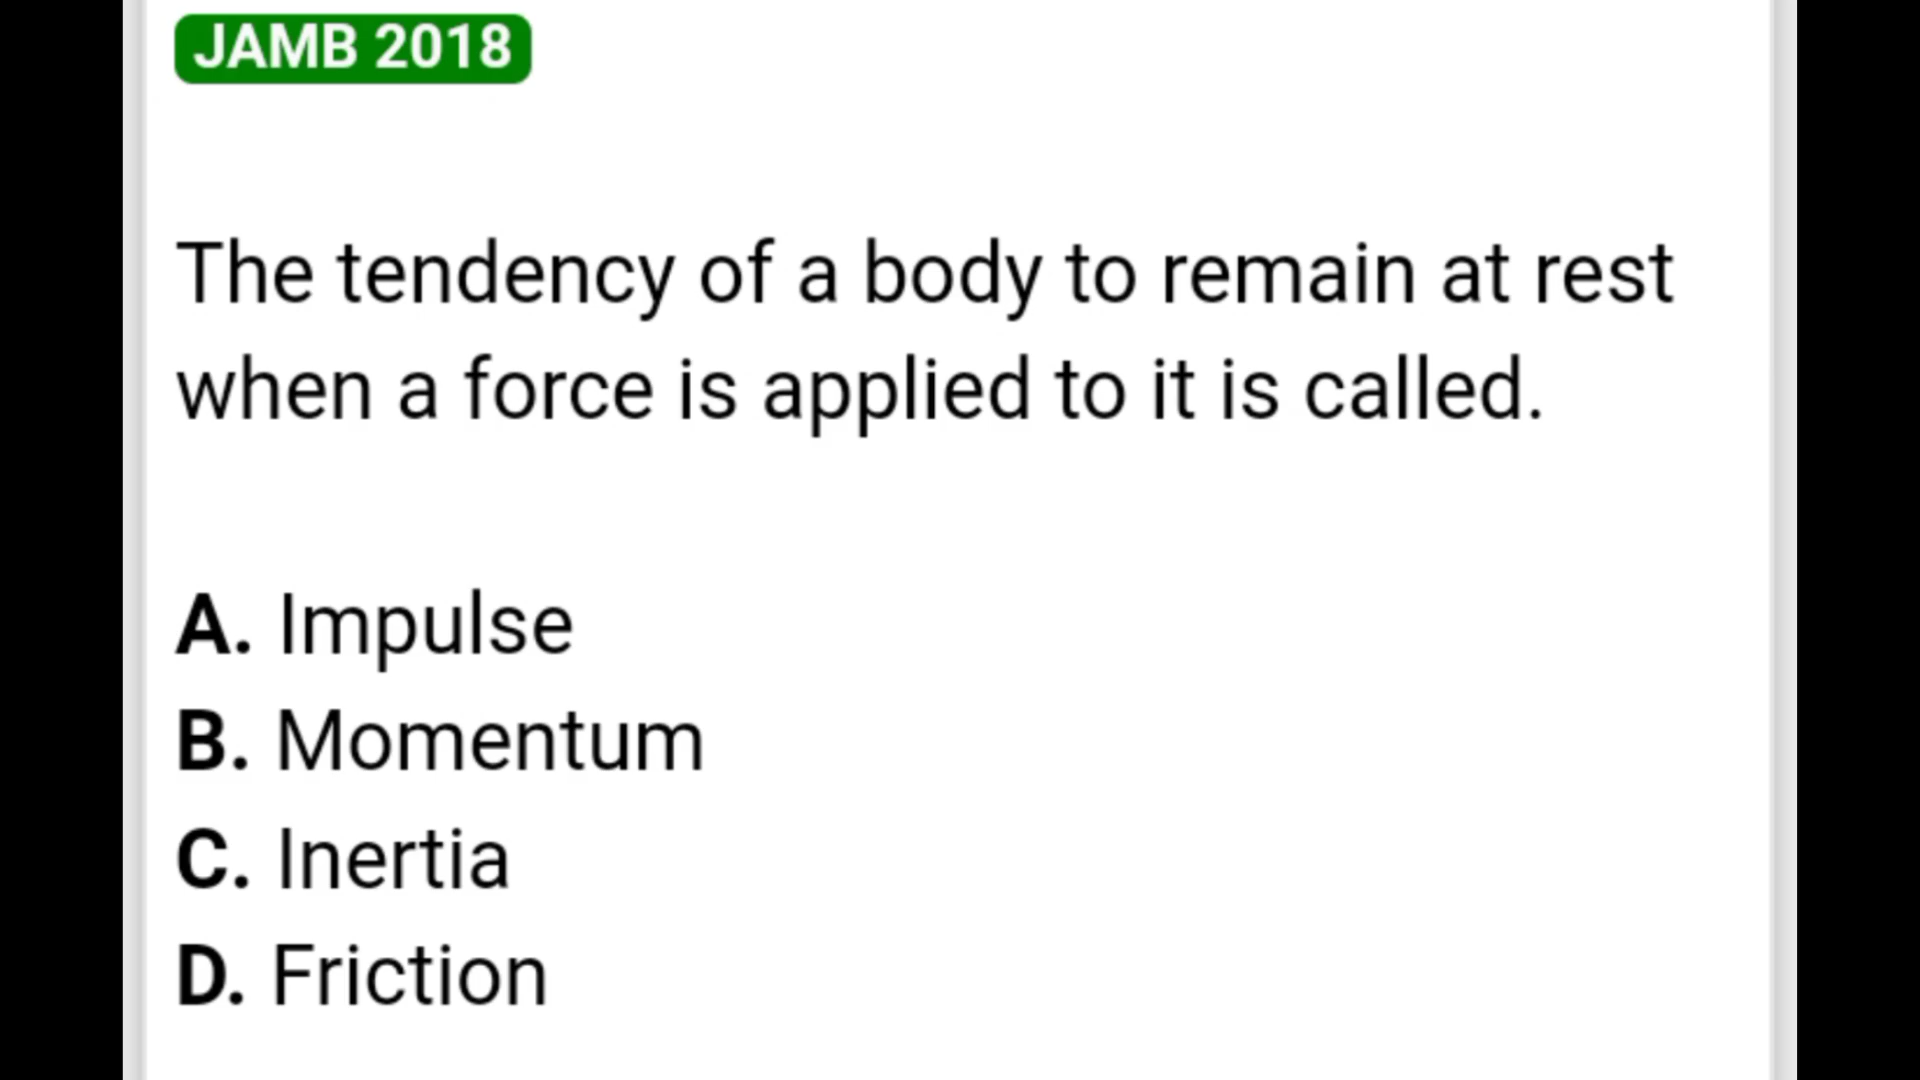 JAMB 2018
The tendency of a body to remain at rest
when a force is applied to it is called.
A. Impulse
B. Momentum
C. Inertia
D. Friction